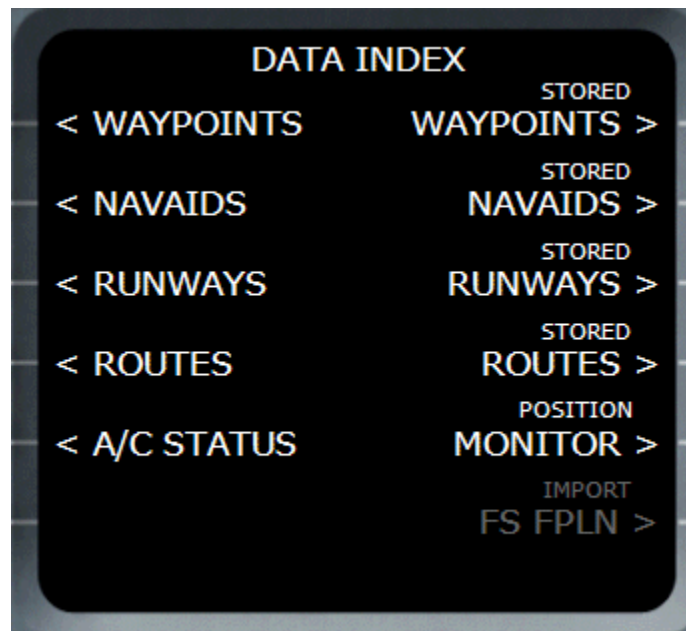 DATA INDEX
STORED
< WAYPOINTS WAYPOINTS >
STORED
< NAVAIDS NAVAIDS >
STORED
< RUNWAYS RUNWAYS >
STORED
< ROUTES ROUTES >
POSITION
< A/C STATUS MONITOR >
IMPORT
FS FPLN >